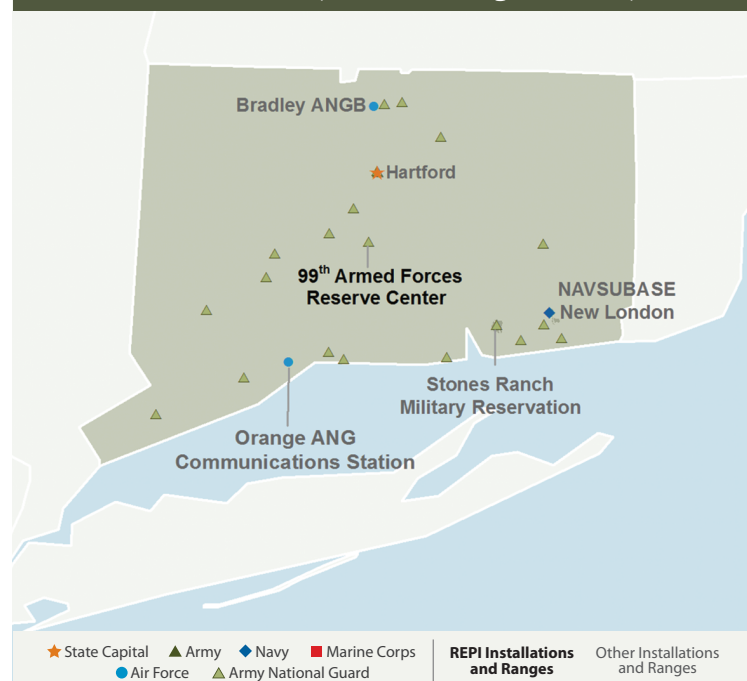 Bradley ANGB
Hartford
99th Armed Forces
Reserve Center
NAVSUBASE
New London
Stones Ranch
Military Reservation
Orange ANG
Communications Station
State Capital Army Navy Marine Corps
Air Force Army National Guard
REPI Installations
and Ranges
Other Installations
and Ranges